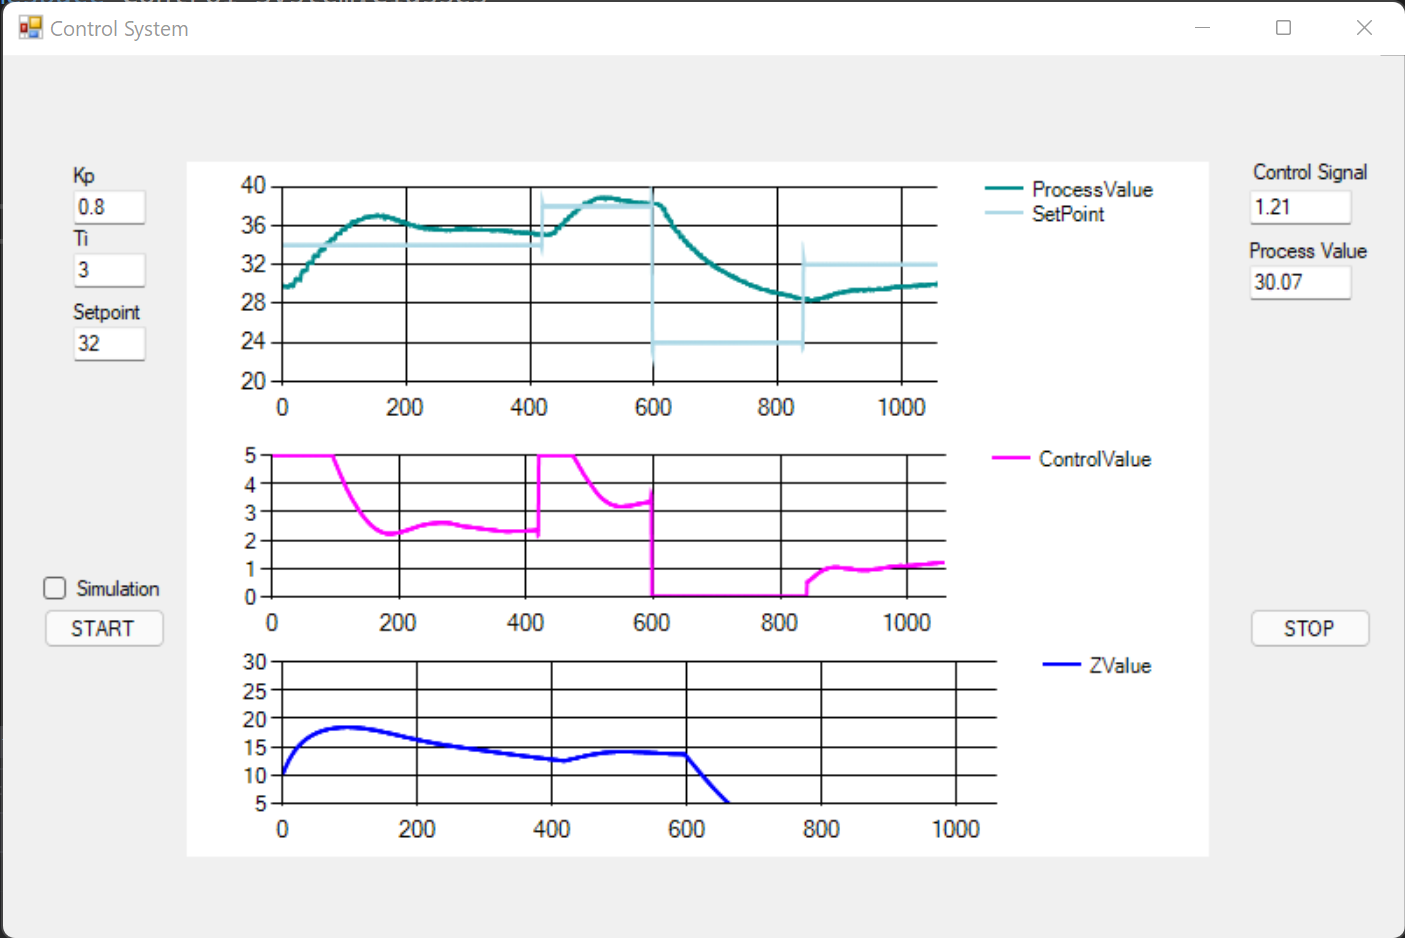 Control System
Kp
0.8
Ti
3
Setpoint
32
Simulation
START
40
36
32
28
24
20
0 200 400 600 800 1000
ProcessValue
SetPoint
5
4
3
2
1
0
0 200 400 600 800 1000
ControlValue
30
25
20
15
10
5
0 200 400 600 800 1000
ZValue
Control Signal
1.21
Process Value
30.07
STOP